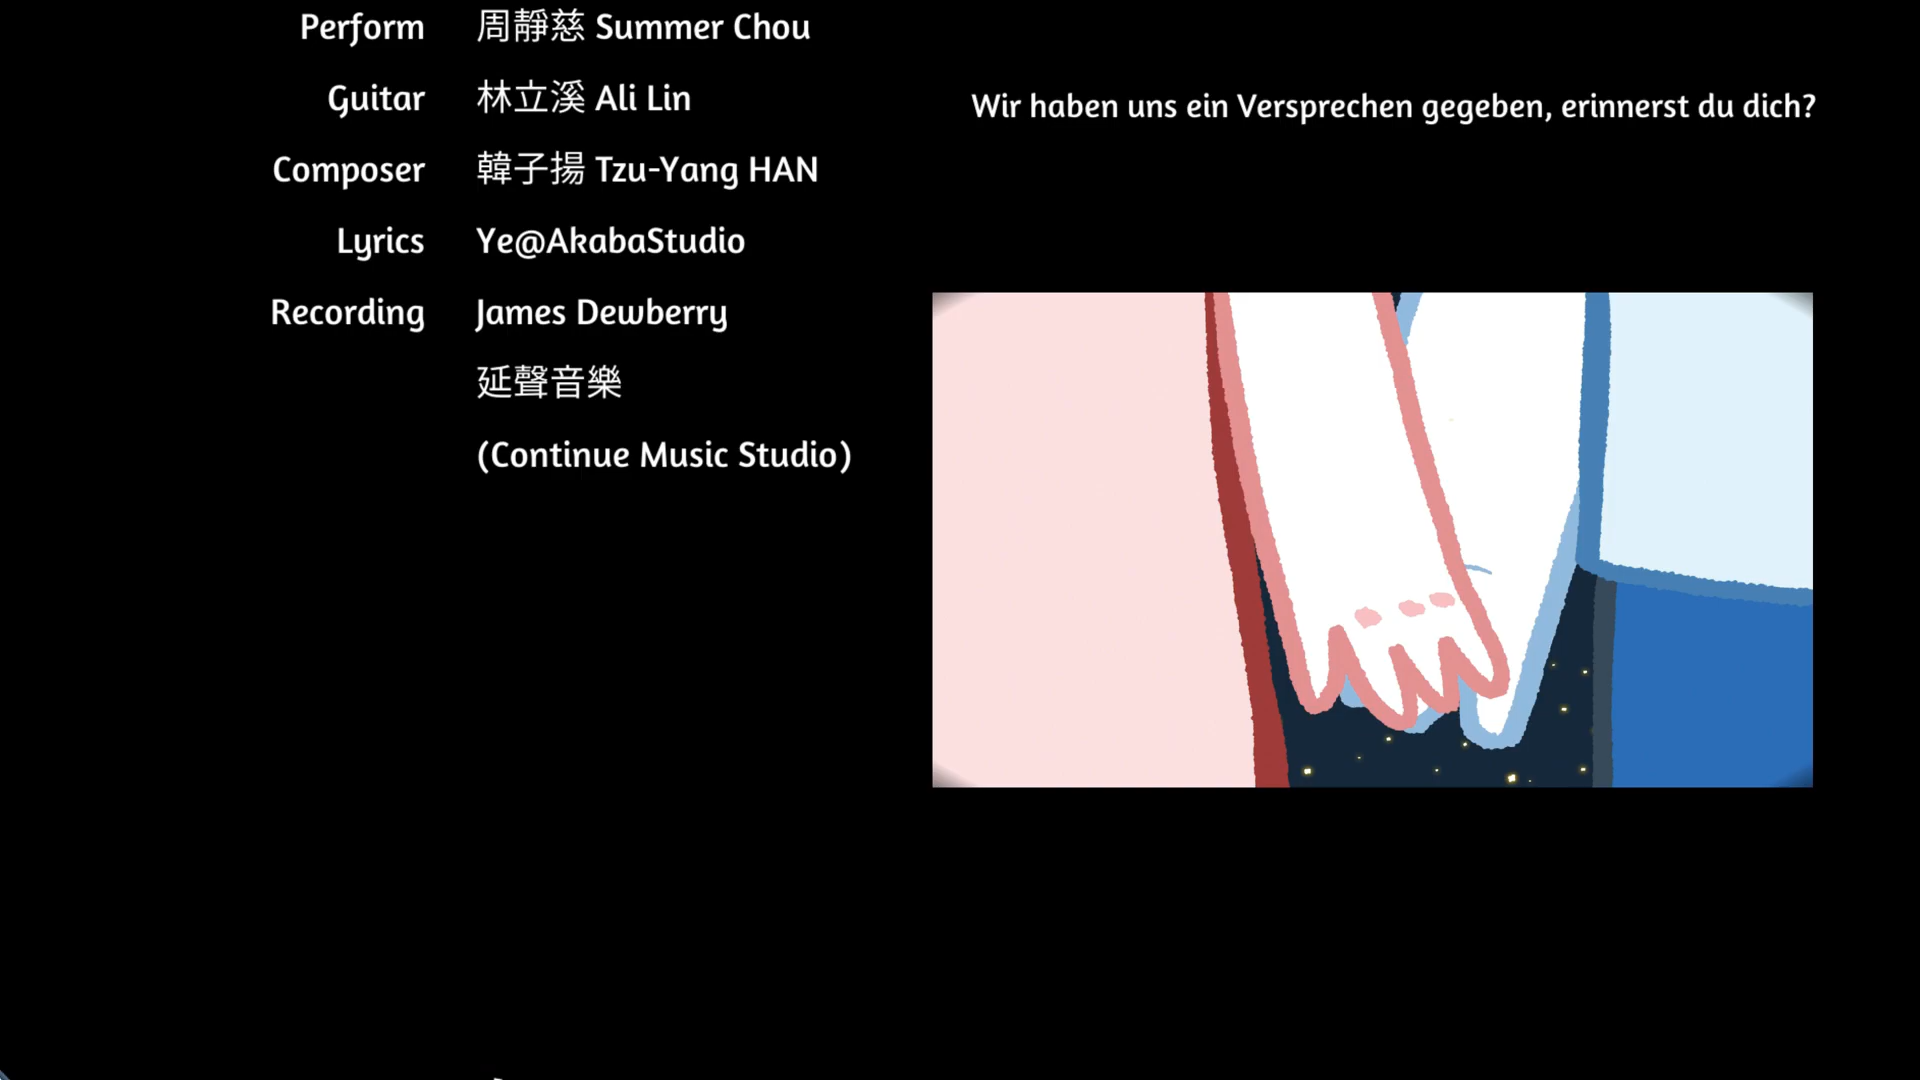 Perform 周靜慈 Summer Chou
Guitar 林立溪 Ali Lin
Composer 韓子揚 Tzu-Yang HAN
Lyrics Ye@AkabaStudio
Recording James Dewberry
延聲音樂
(Continue Music Studio)
Wir haben uns ein Versprechen gegeben, erinnerst du dich?